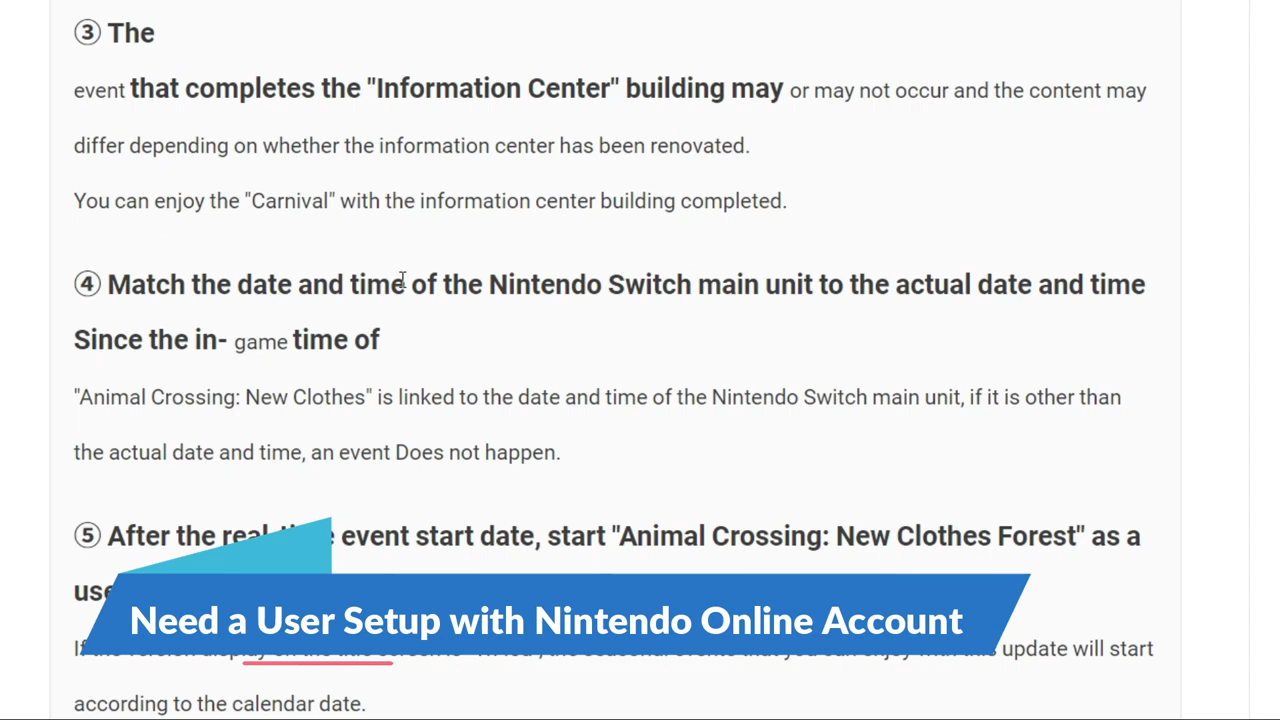 ③ The
event that completes the "Information Center" building may or may not occur and the content may
differ depending on whether the information center has been renovated.
You can enjoy the "Carnival" with the information center building completed.
④ Match the date and time of the Nintendo Switch main unit to the actual date and time
Since the in- game time of
"Animal Crossing: New Clothes" is linked to the date and time of the Nintendo Switch main unit, if it is other than
the actual date and time, an event Does not happen.
⑤ After the real-time event start date, start "Animal Crossing: New Clothes Forest" as a
Need a User Setup with Nintendo Online Account
update will start
according to the calendar date.